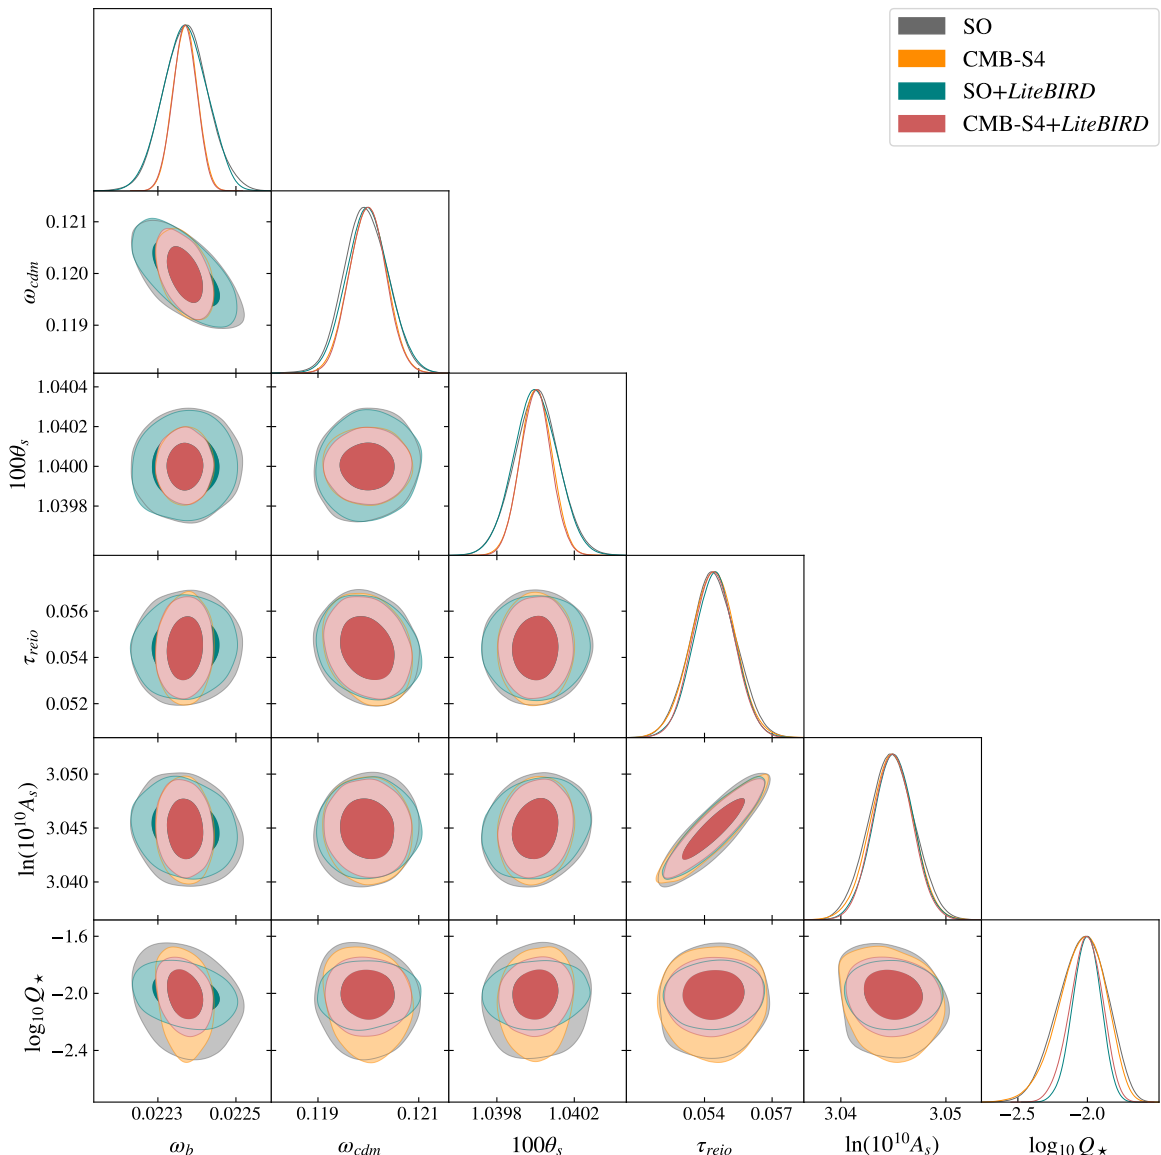 SO
CMB-S4
SO+LiteBIRD
CMB-S4+LiteBIRD
0.121
0.120
0.119
ω_cdm
1.0404
1.0402
1.0400
1.0398
100θ_s
0.056
0.054
0.052
τ_reio
3.050
3.045
3.040
ln(10^10 A_s)
−1.6
−2.0
−2.4
log_10 Q_⋆
0.0223 0.0225 0.119 0.121 1.0398 1.0402 0.054 0.057 3.04 3.05 −2.5 −2.0
ω_b ω_cdm 100θ_s τ_reio ln(10^10 A_s) log_10 Q_⋆